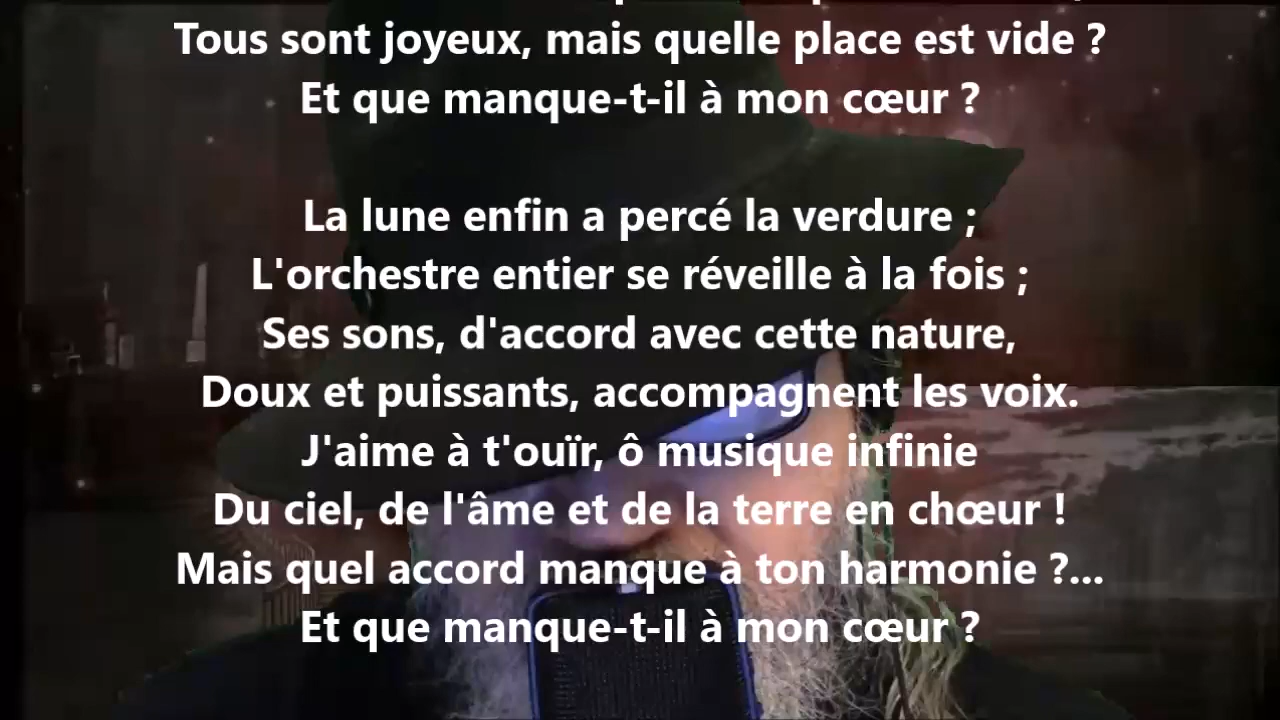 Tous sont joyeux, mais quelle place est vide ?
Et que manque-t-il à mon cœur ?
La lune enfin a percé la verdure ;
L'orchestre entier se réveille à la fois ;
Ses sons, d'accord avec cette nature,
Doux et puissants, accompagnent les voix.
J'aime à t'ouïr, ô musique infinie
Du ciel, de l'âme et de la terre en chœur !
Mais quel accord manque à ton harmonie ?...
Et que manque-t-il à mon cœur ?